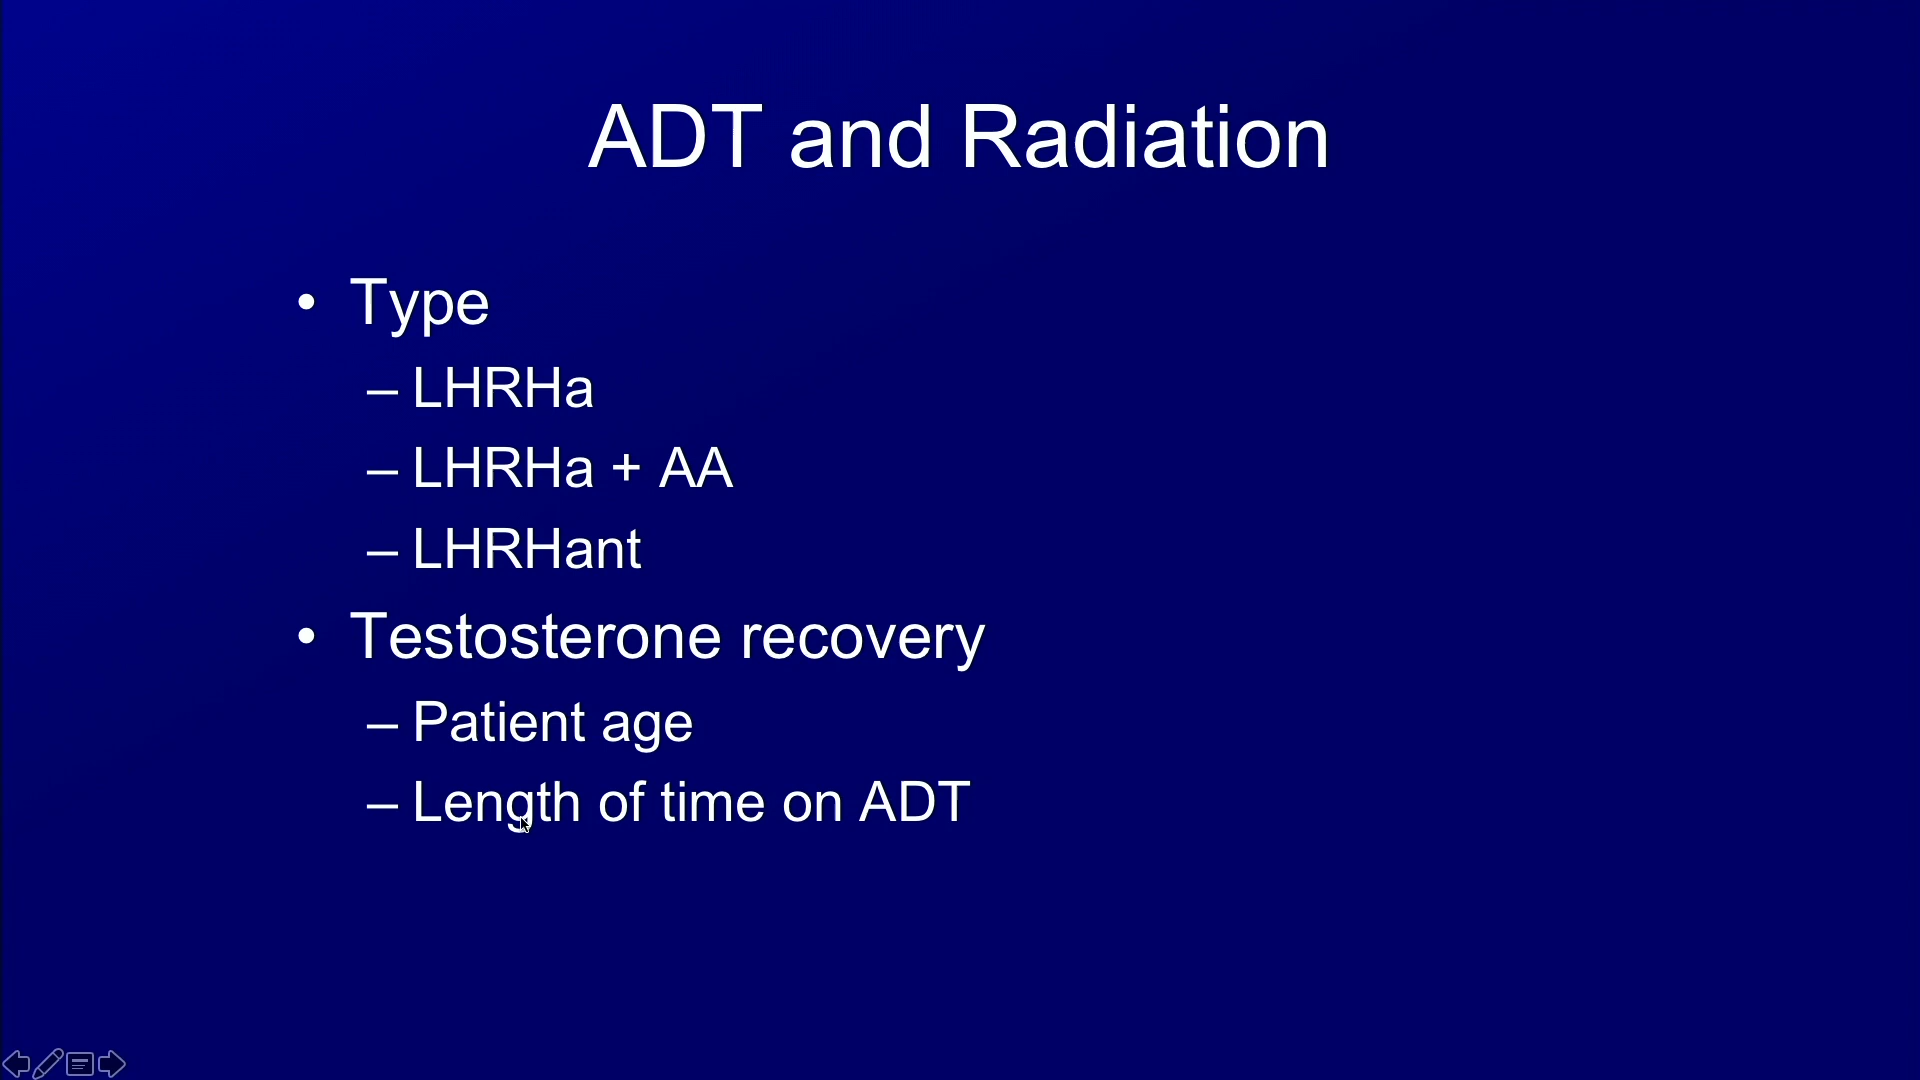 ADT and Radiation
• Type
– LHRHa
– LHRHa + AA
– LHRHant
• Testosterone recovery
– Patient age
– Length of time on ADT